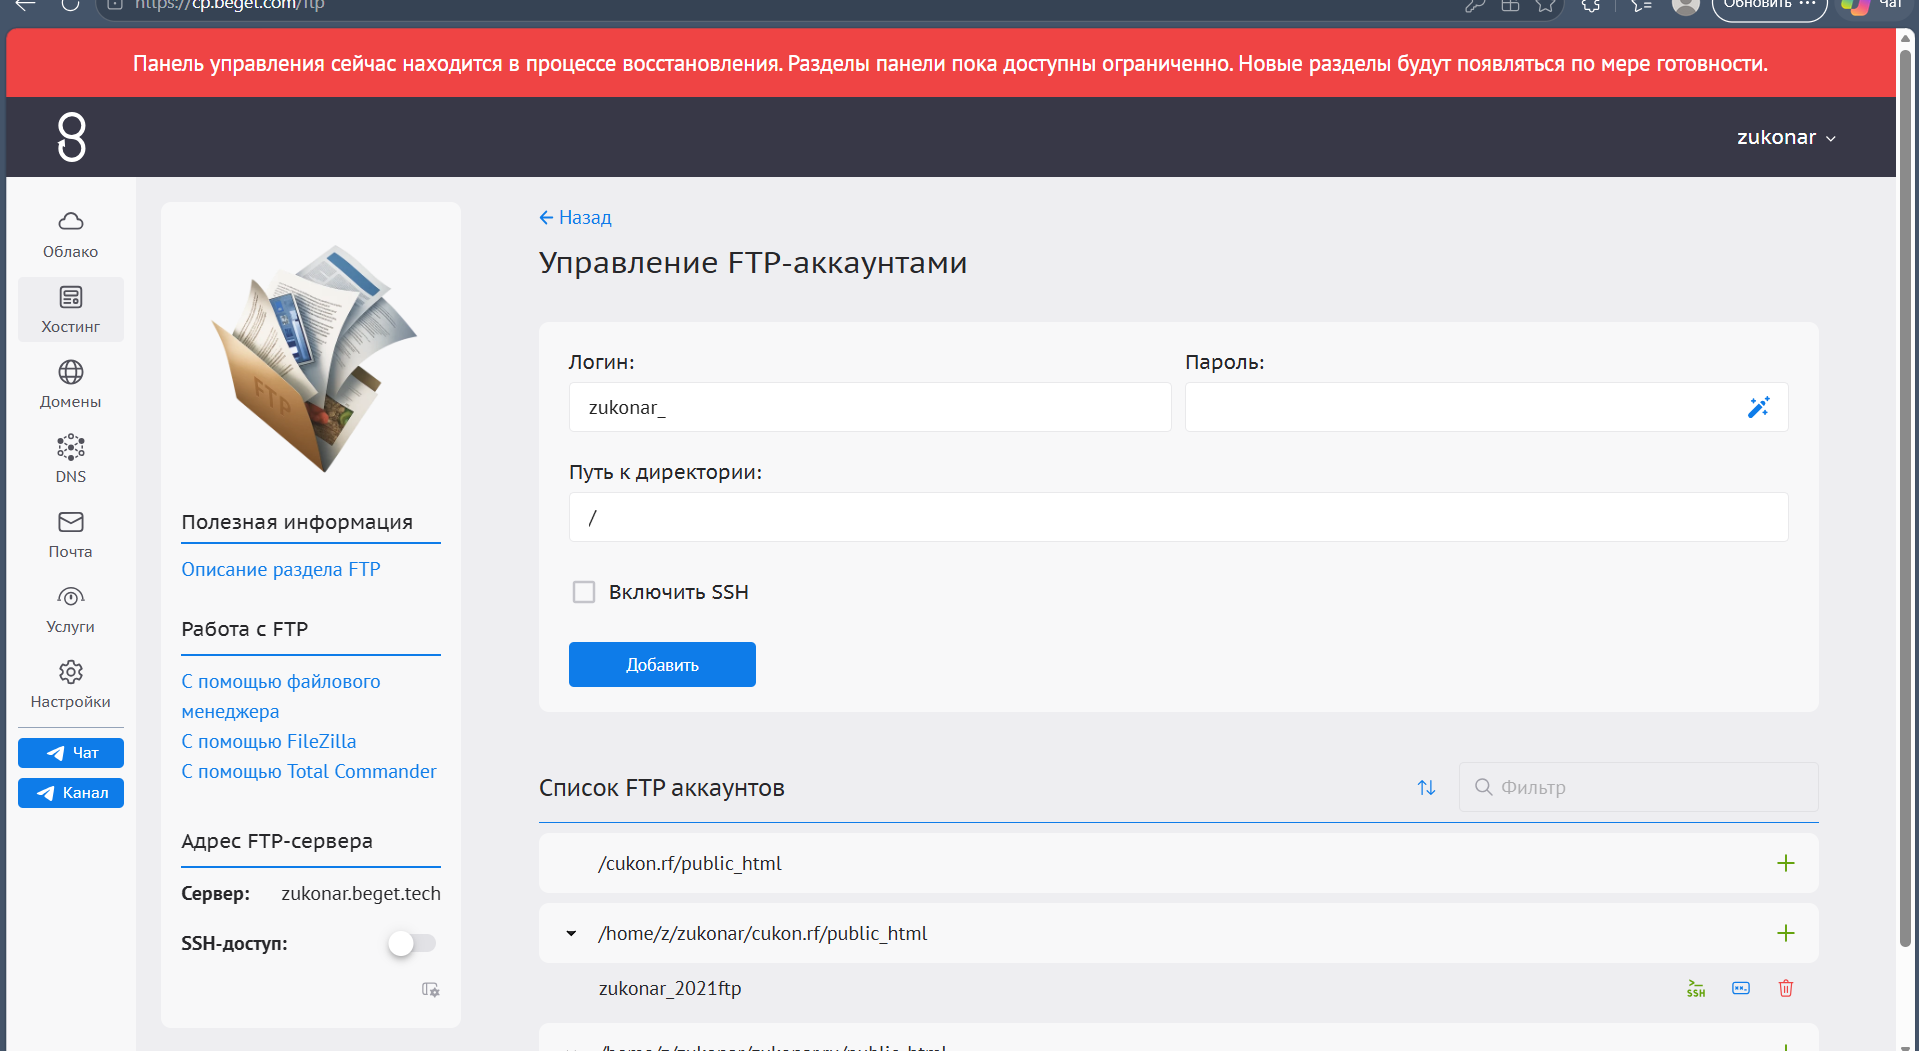 https://cp.beget.com/ftp
Обновить
Чат
Панель управления сейчас находится в процессе восстановления. Разделы панели пока доступны ограниченно. Новые разделы будут появляться по мере готовности.
zukonar
Облако
Хостинг
Домены
DNS
Почта
Услуги
Настройки
Чат
Канал
FTP
Полезная информация
Описание раздела FTP
Работа с FTP
С помощью файлового
менеджера
С помощью FileZilla
С помощью Total Commander
Адрес FTP-сервера
Сервер: zukonar.beget.tech
SSH-доступ:
Назад
Управление FTP-аккаунтами
Логин: Пароль:
zukonar_
Путь к директории:
/
Включить SSH
Добавить
Список FTP аккаунтов
Фильтр
/cukon.rf/public_html
/home/z/zukonar/cukon.rf/public_html
zukonar_2021ftp
SSH